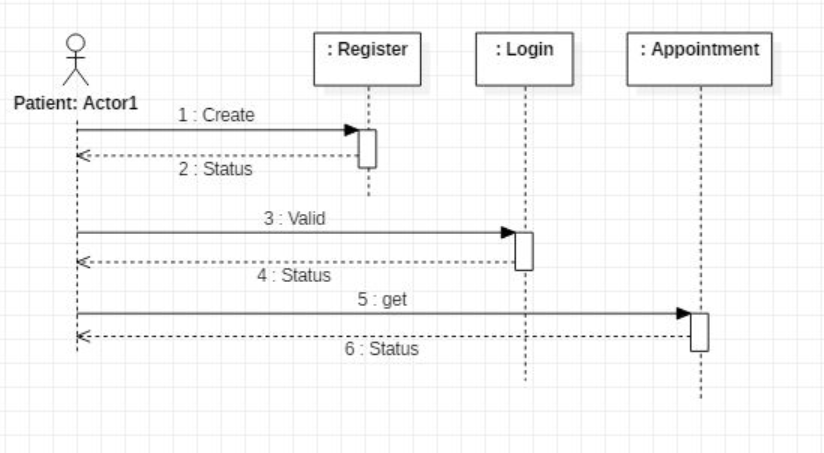 : Register
: Login
: Appointment
Patient: Actor1
1 : Create
2 : Status
3 : Valid
4 : Status
5 : get
6 : Status